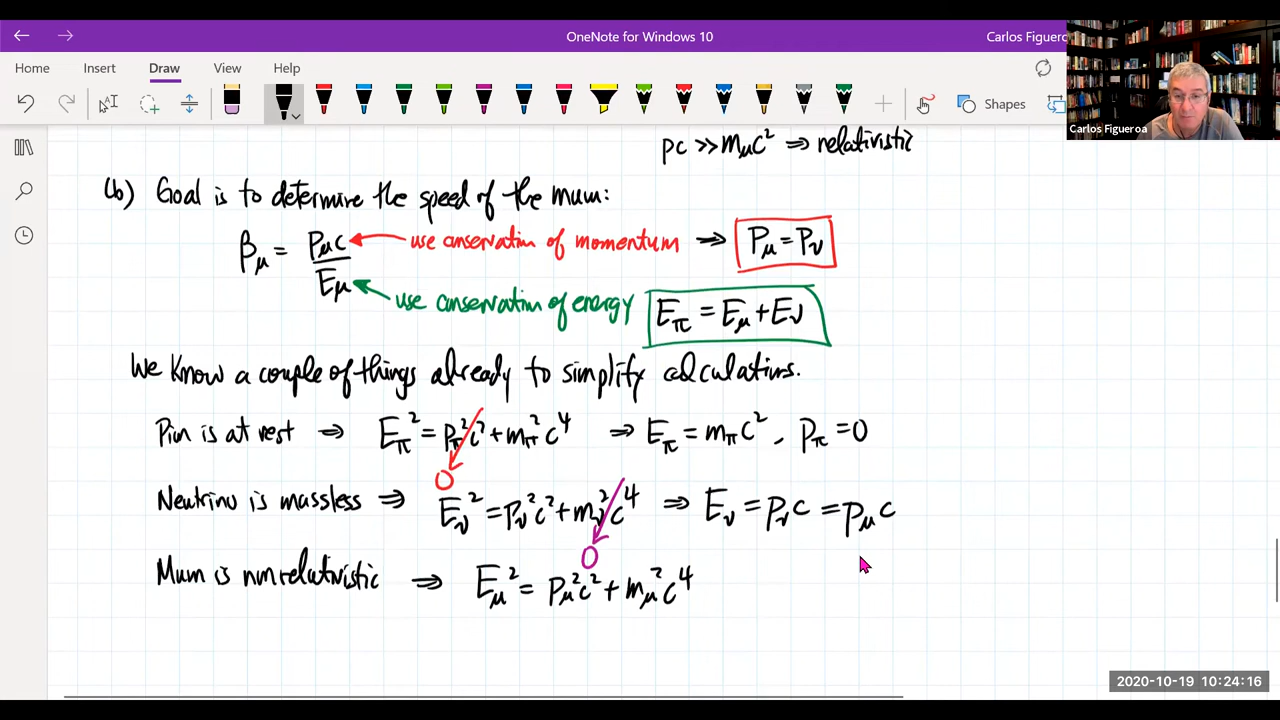 OneNote for Windows 10
Carlos Figueroa
Home Insert Draw View Help
Shapes
Carlos Figueroa
pc >> mμc² ⇒ relativistic
(b) Goal is to determine the speed of the muon:
βμ = pμc / Eμ
use conservation of momentum ⇒ pμ = pν
use conservation of energy Eπ = Eμ + Eν
We know a couple of things already to simplify calculations.
Pion is at rest ⇒ Eπ² = pπ²c² + mπ²c⁴ ⇒ Eπ = mπc², pπ = 0
0
Neutrino is massless ⇒ Eν² = pν²c² + mν²c⁴ ⇒ Eν = pνc = pμc
0
Muon is nonrelativistic ⇒ Eμ² = pμ²c² + mμ²c⁴
2020-10-19 10:24:16